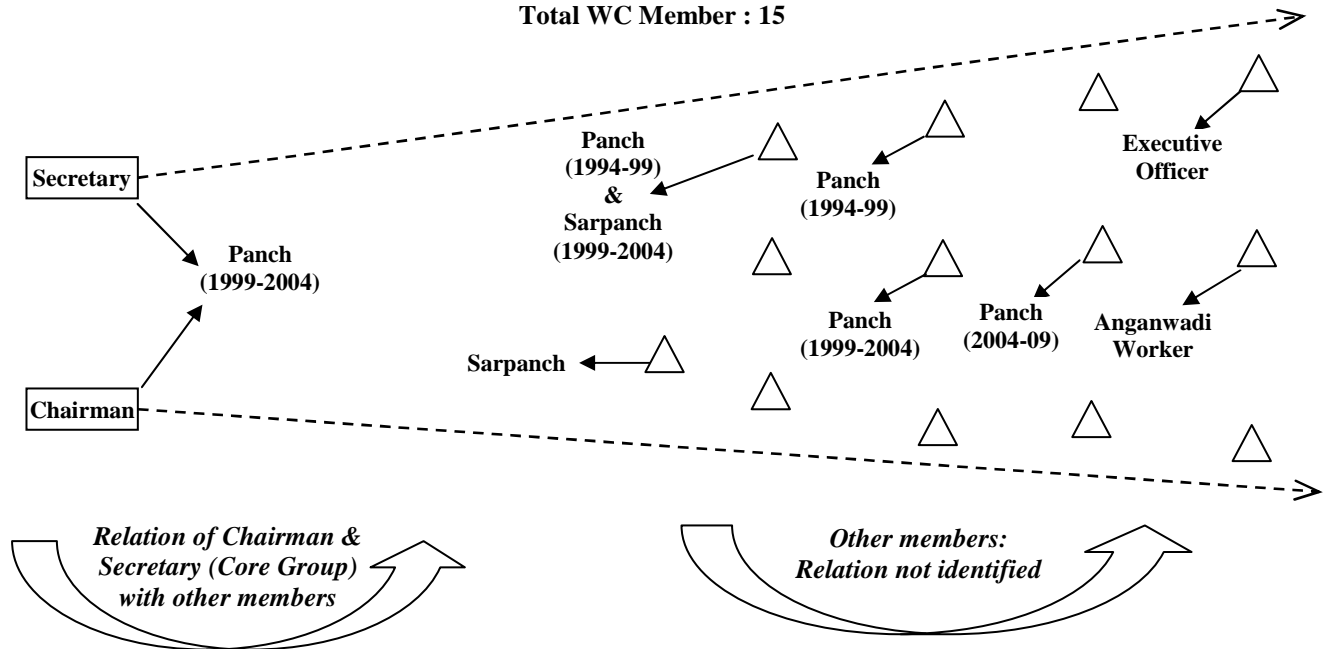 Total WC Member : 15
Secretary
Panch
(1999-2004)
Chairman
Panch
(1994-99)
&
Sarpanch
(1999-2004)
Panch
(1994-99)
Executive
Officer
Sarpanch
Panch
(1999-2004)
Panch
(2004-09)
Anganwadi
Worker
Relation of Chairman &
Secretary (Core Group)
with other members
Other members:
Relation not identified